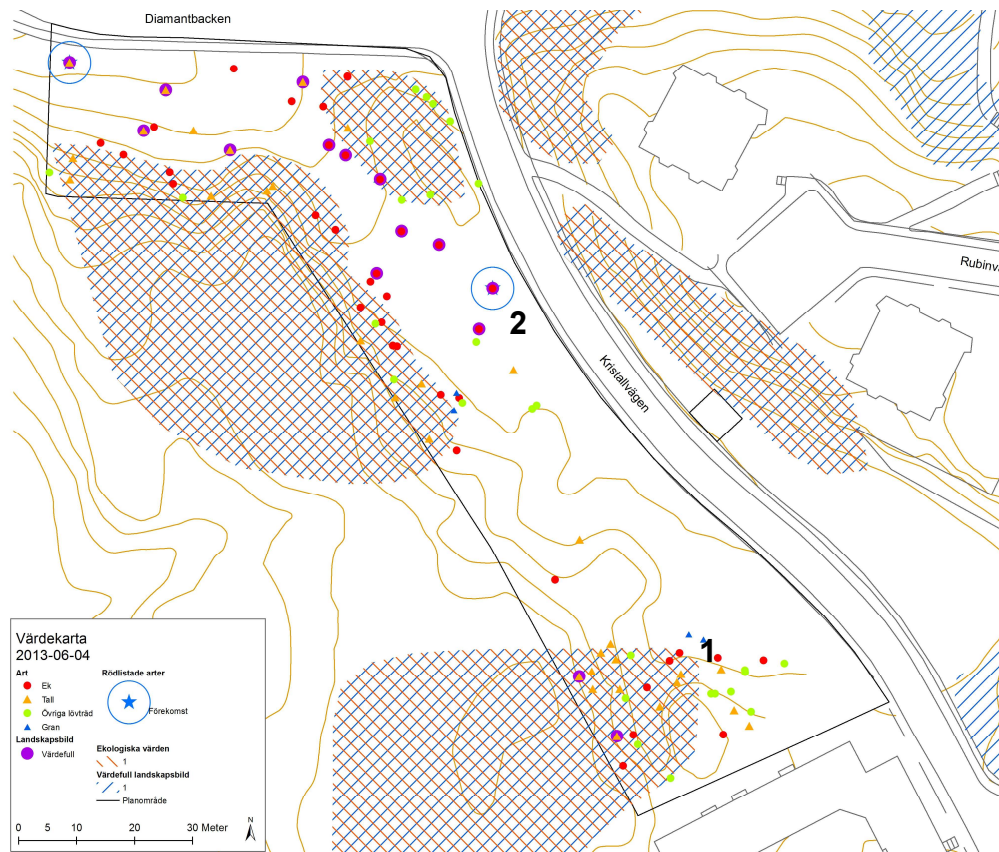 Diamantbacken
Rubinv
2
Kristallvägen
1
Värdekarta
2013-06-04
Art
Ek
Tall
Övriga lövträd
Gran
Landskapsbild
Värdefull
Rödlistade arter
Förekomst
Ekologiska värden
1
Värdefull landskapsbild
1
Planområde
0 5 10 20 30 Meter
N